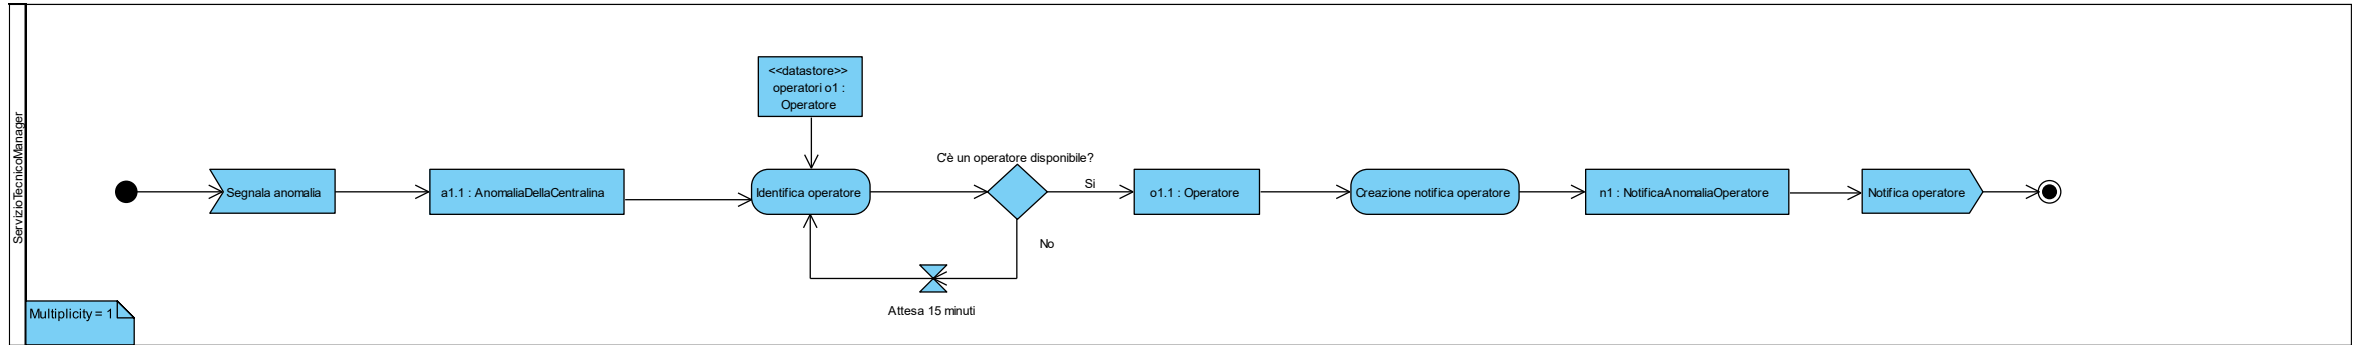 ServizioTecnicoManager
<<datastore>>
operatori o1 :
Operatore
Segnala anomalia
a1.1 : AnomaliaDellaCentralina
Identifica operatore
C'è un operatore disponibile?
Si
No
Attesa 15 minuti
o1.1 : Operatore
Creazione notifica operatore
n1 : NotificaAnomaliaOperatore
Notifica operatore
Multiplicity = 1